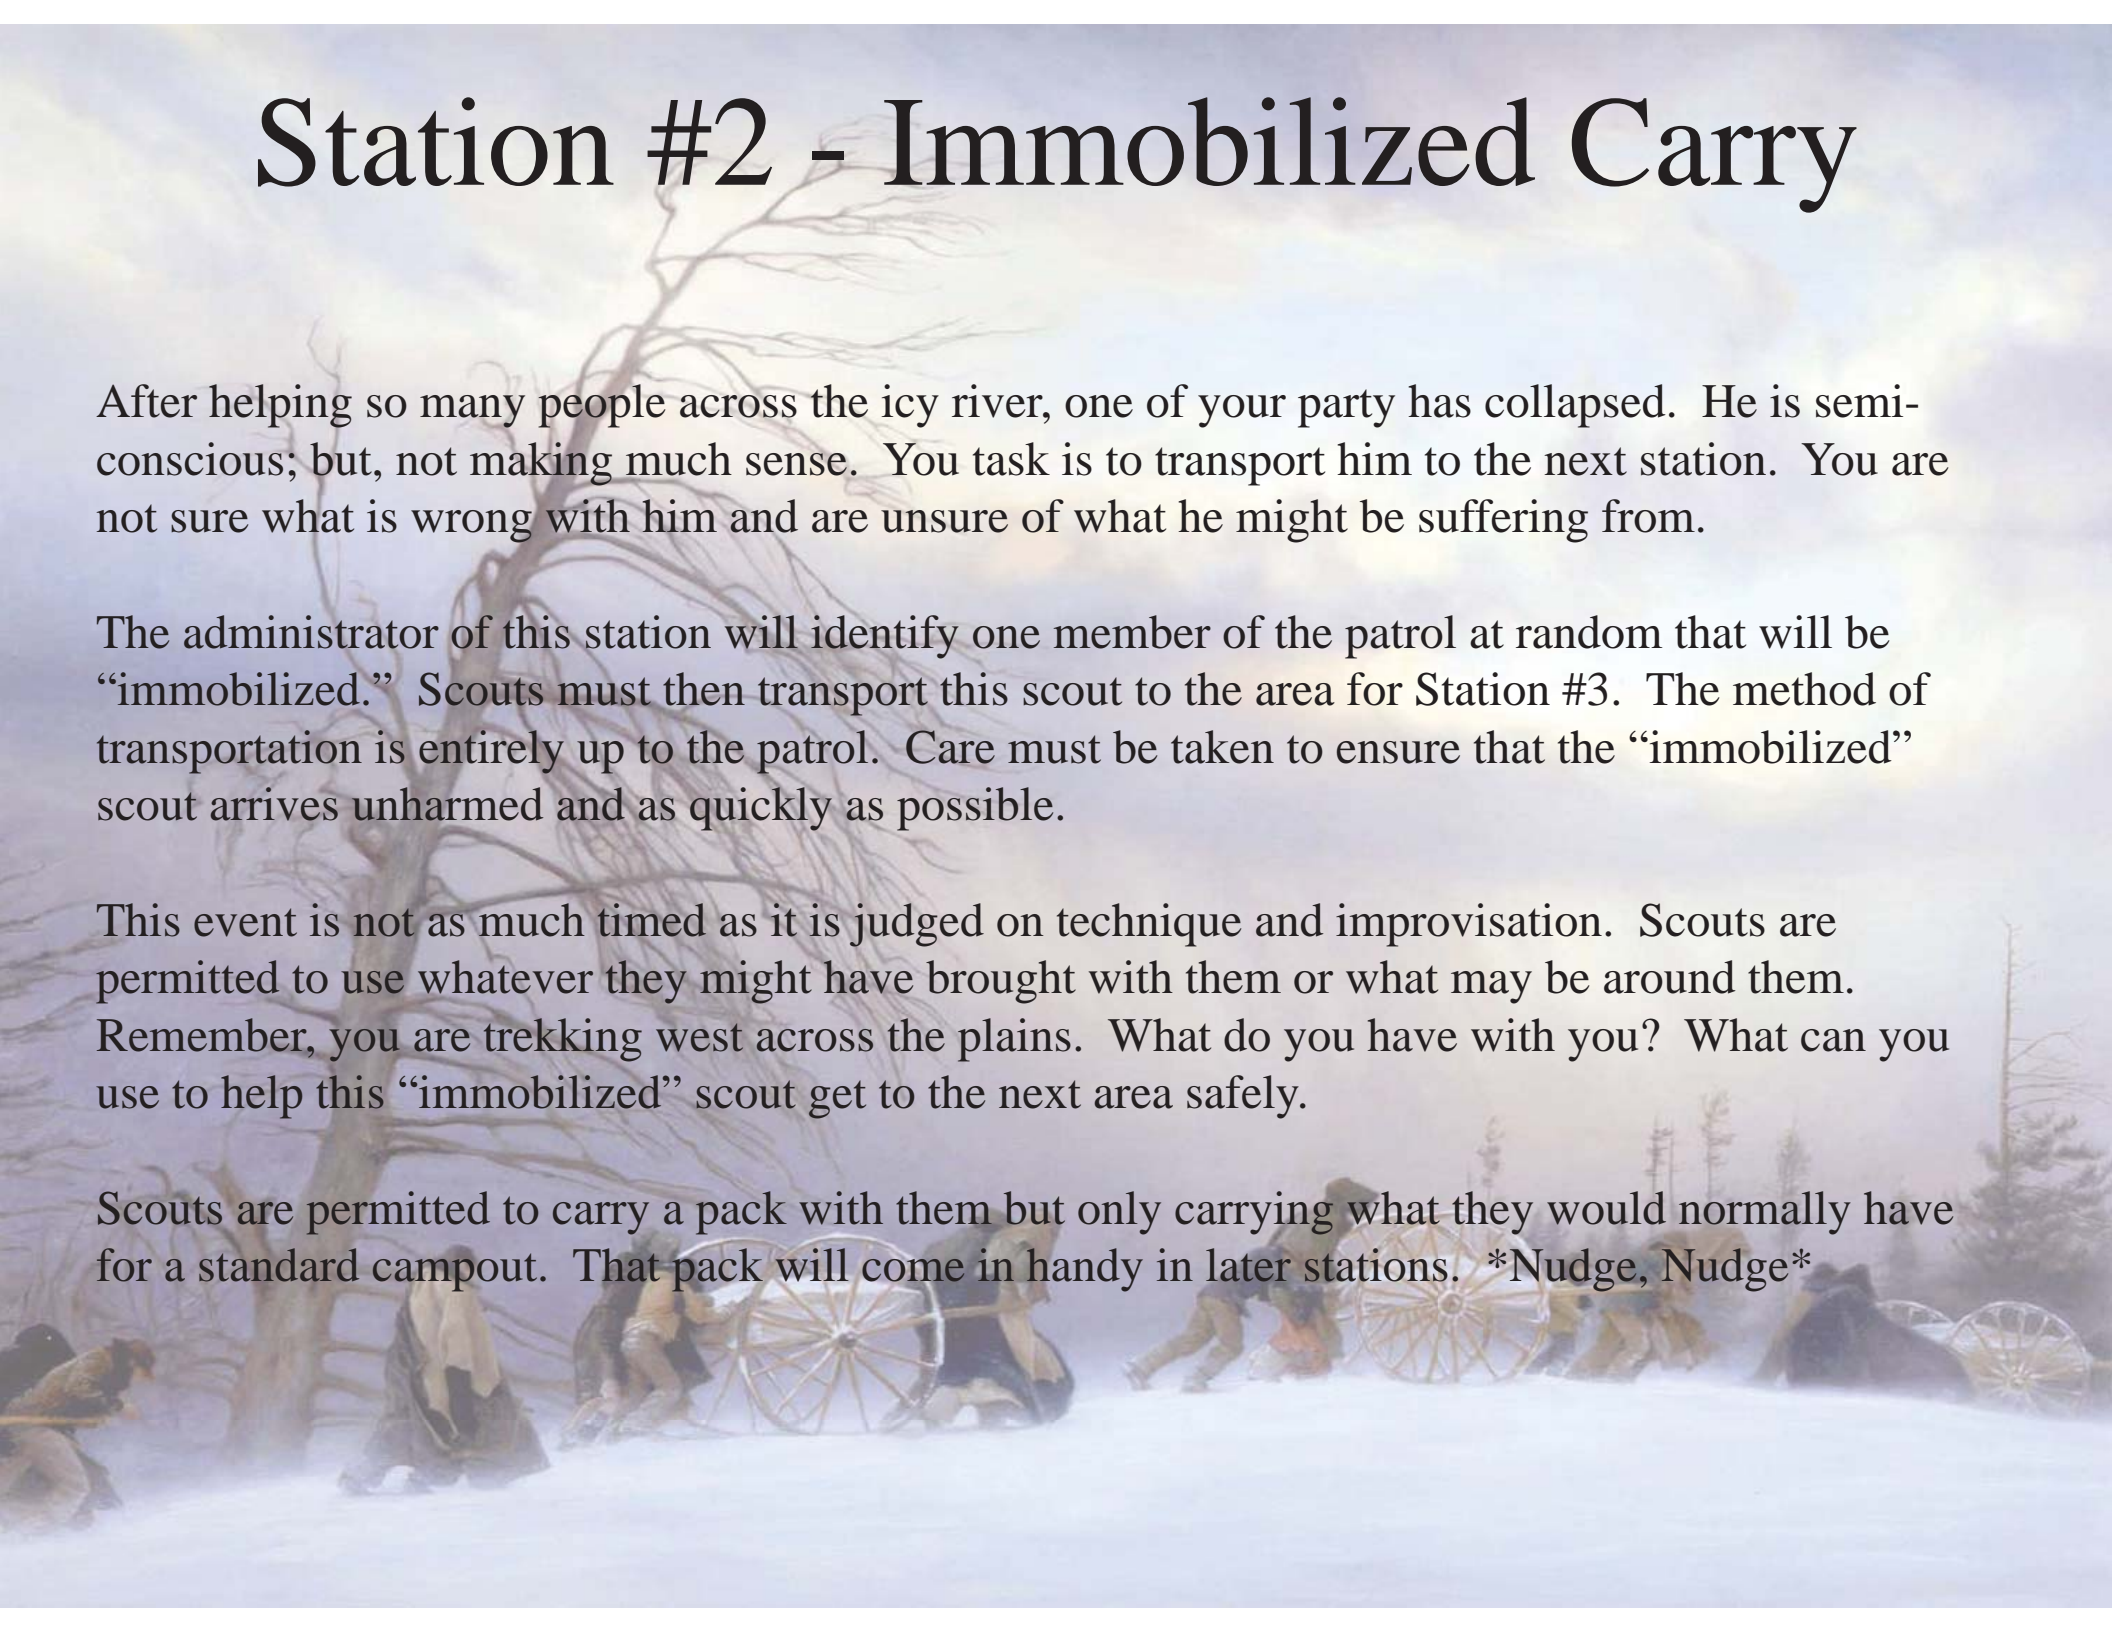 Station #2 - Immobilized Carry
After helping so many people across the icy river, one of your party has collapsed.  He is semi-
conscious; but, not making much sense.  You task is to transport him to the next station.  You are
not sure what is wrong with him and are unsure of what he might be suffering from.
The administrator of this station will identify one member of the patrol at random that will be
“immobilized.”  Scouts must then transport this scout to the area for Station #3.  The method of
transportation is entirely up to the patrol.  Care must be taken to ensure that the “immobilized”
scout arrives unharmed and as quickly as possible.
This event is not as much timed as it is judged on technique and improvisation.  Scouts are
permitted to use whatever they might have brought with them or what may be around them.
Remember, you are trekking west across the plains.  What do you have with you?  What can you
use to help this “immobilized” scout get to the next area safely.
Scouts are permitted to carry a pack with them but only carrying what they would normally have
for a standard campout.  That pack will come in handy in later stations.  *Nudge, Nudge*